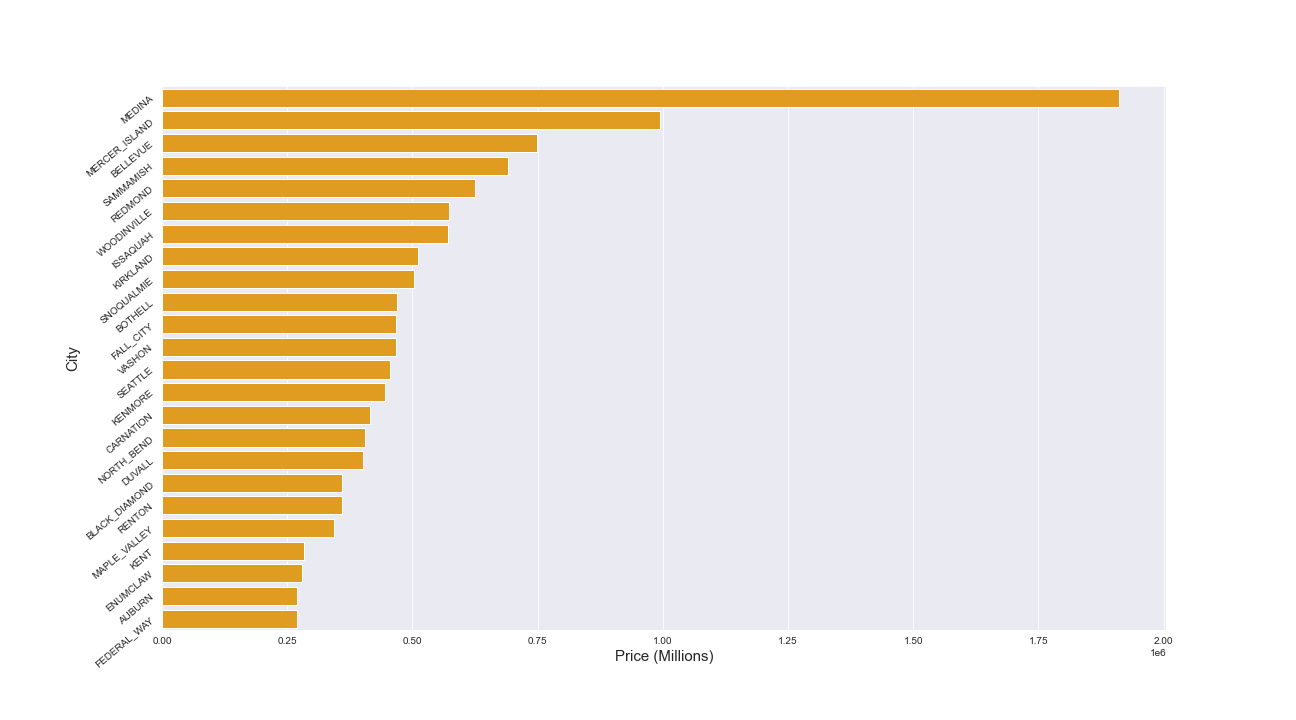 MEDINA
MERCER_ISLAND
BELLEVUE
SAMMAMISH
REDMOND
WOODINVILLE
ISSAQUAH
KIRKLAND
SNOQUALMIE
BOTHELL
FALL_CITY
VASHON
SEATTLE
KENMORE
CARNATION
NORTH_BEND
DUVALL
BLACK_DIAMOND
RENTON
MAPLE_VALLEY
KENT
ENUMCLAW
AUBURN
FEDERAL_WAY
City
0.00 0.25 0.50 0.75 1.00 1.25 1.50 1.75 2.00
1e6
Price (Millions)